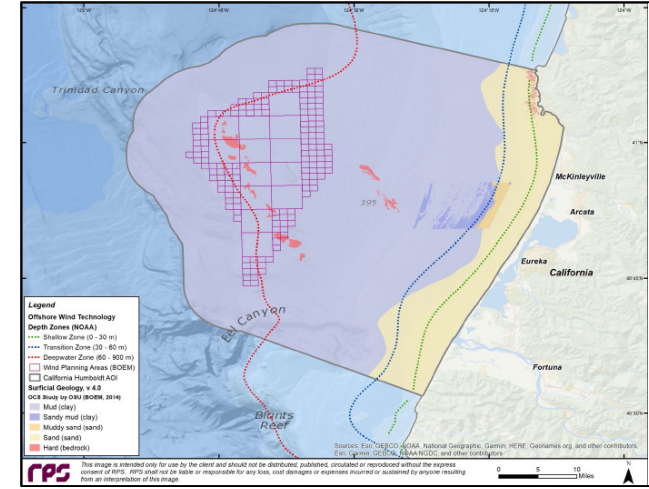 125°W
124°45'W
124°30'W
124°15'W
124°W
Trinidad Canyon
41°N
McKinleyville
395
Arcata
Eureka
California
40°45'N
Eel Canyon
Fortuna
Blunts
Reef
40°30'N
Legend
Offshore Wind Technology
Depth Zones (NOAA)
Shallow Zone (0 - 30 m)
Transition Zone (30 - 60 m)
Deepwater Zone (60 - 900 m)
Wind Planning Areas (BOEM)
California Humboldt AOI
Surficial Geology, v 4.0
OCS Study by OSU (BOEM, 2014)
Mud (clay)
Sandy mud (clay)
Muddy sand (sand)
Sand (sand)
Hard (bedrock)
Sources: Esri, GEBCO, NOAA, National Geographic, Garmin, HERE, Geonames.org, and other contributors,
Esri, Garmin, GEBCO, NOAA NGDC, and other contributors
RPS
This image is intended only for use by the client and should not be distributed, published, circulated or reproduced without the express
consent of RPS. RPS shall not be liable or responsible for any loss, cost damages or expenses incurred or sustained by anyone resulting
from an interpretation of this image.
0 5 10
Miles
N